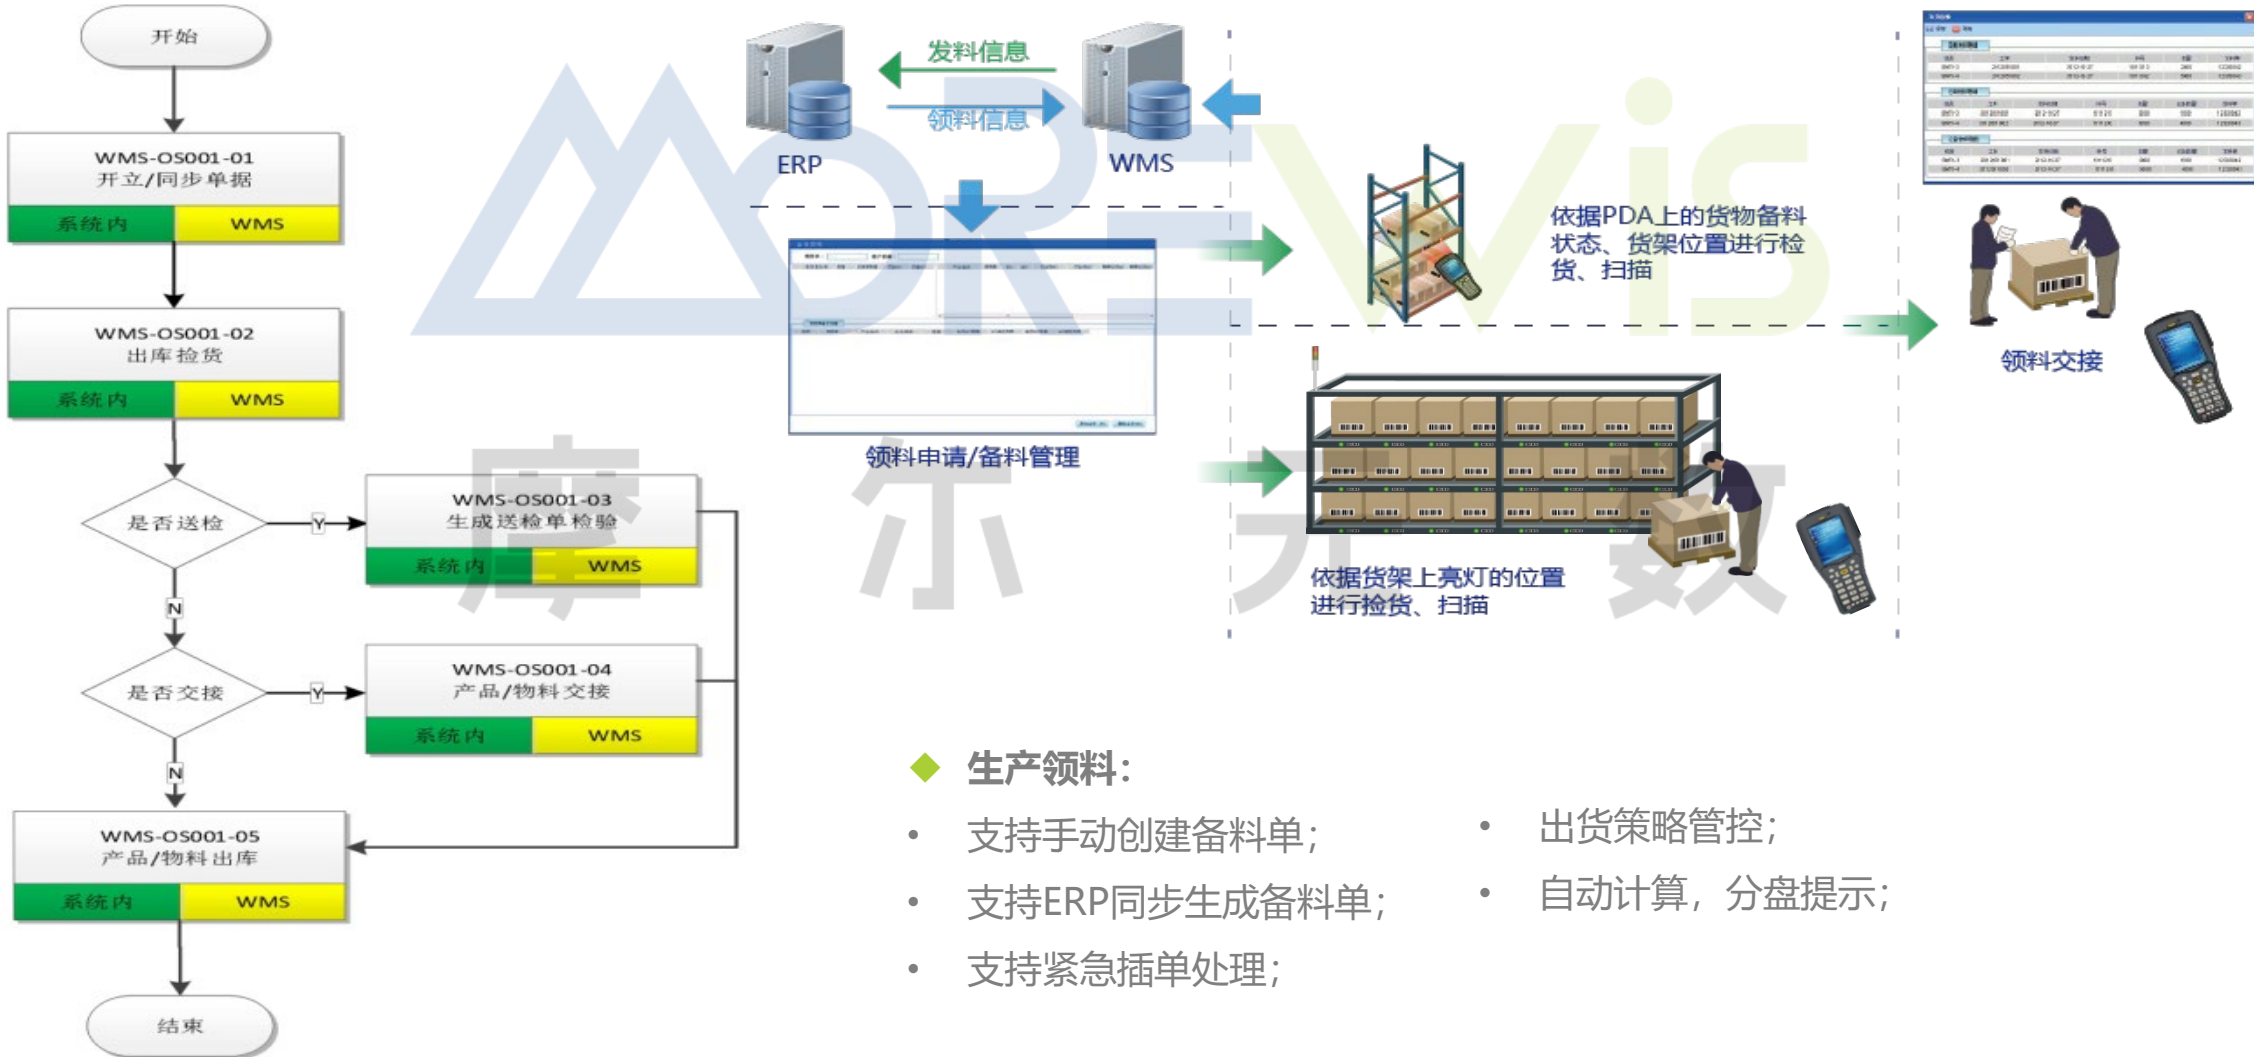 开始
WMS-OS001-01
开立/同步单据
系统内
WMS
WMS-OS001-02
出库捡货
系统内
WMS
是否送检
Y
WMS-OS001-03
生成送检单检验
系统内
WMS
N
是否交接
Y
WMS-OS001-04
产品/物料交接
系统内
WMS
N
WMS-OS001-05
产品/物料出库
系统内
WMS
结束
发料信息
领料信息
ERP
WMS
领料申请/备料管理
依据PDA上的货物备料
状态、货架位置进行检
货、扫描
依据货架上亮灯的位置
进行捡货、扫描
领料交接
MOREWiS
摩尔元数
生产领料：
支持手动创建备料单；
支持ERP同步生成备料单；
支持紧急插单处理；
出货策略管控；
自动计算，分盘提示；